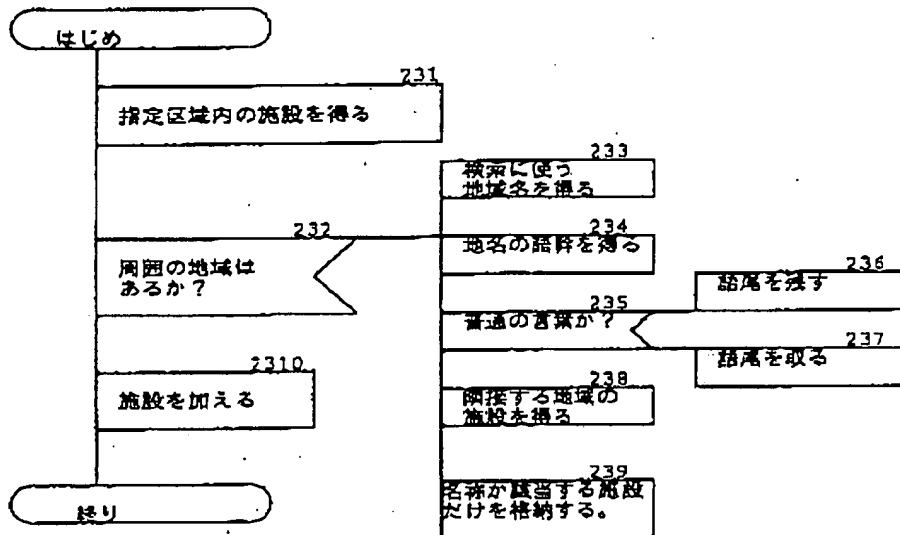 はじめ
231
指定区域内の施設を得る
233
検索に使う
地域名を得る
232
周囲の地域は
あるか?
234
地名の語幹を得る
235
普通の言葉か?
236
語尾を残す
237
語尾を取る
2310
施設を加える
238
隣接する地域の
施設を得る
239
名称が該当する施設
だけを格納する。
終り